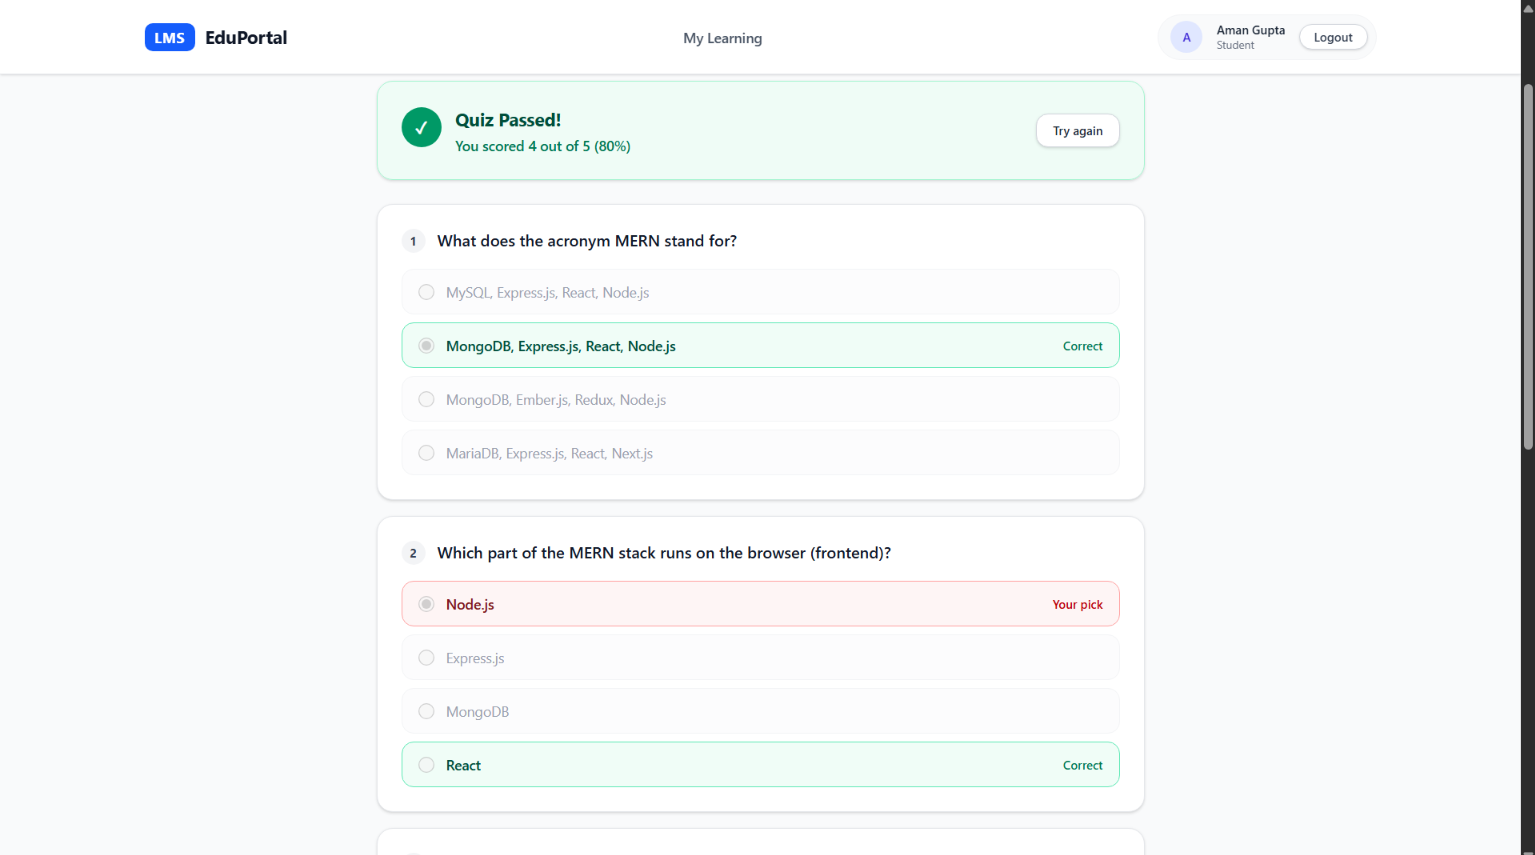 LMS EduPortal
My Learning
A
Aman Gupta
Student
Logout
✓
Quiz Passed!
You scored 4 out of 5 (80%)
Try again
1 What does the acronym MERN stand for?
MySQL, Express.js, React, Node.js
MongoDB, Express.js, React, Node.js Correct
MongoDB, Ember.js, Redux, Node.js
MariaDB, Express.js, React, Next.js
2 Which part of the MERN stack runs on the browser (frontend)?
Node.js Your pick
Express.js
MongoDB
React Correct